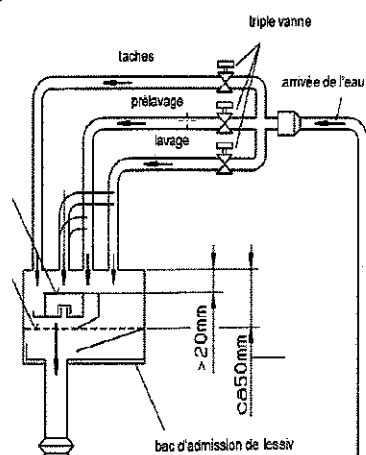 triple vanne
taches
arrivée de l'eau
prélavage
lavage
>20mm
ca50mm
bac d'admission de lessiv